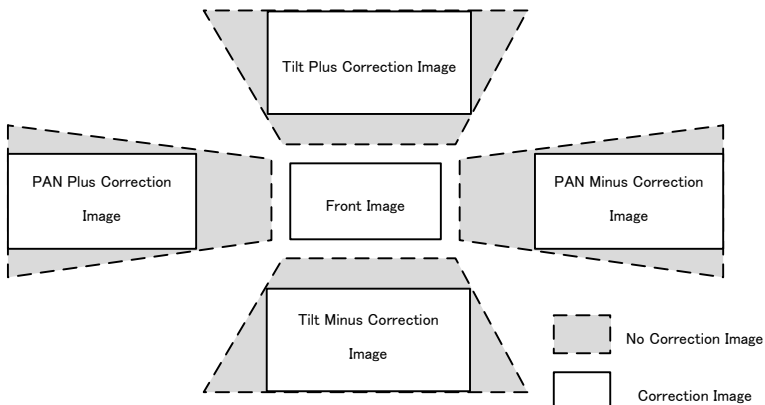 Tilt Plus Correction Image
PAN Plus Correction
Image
Front Image
PAN Minus Correction
Image
Tilt Minus Correction
Image
No Correction Image
Correction Image